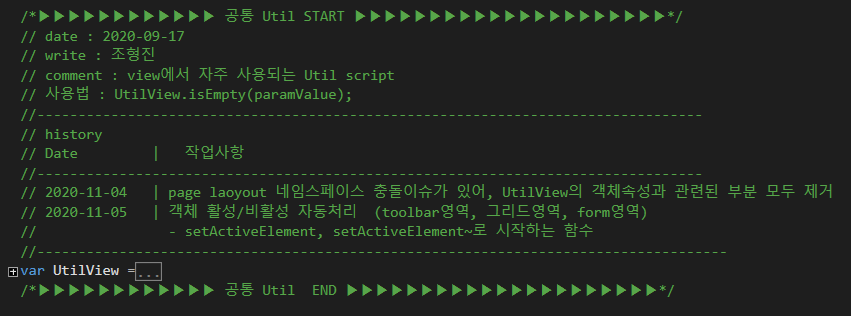 /*▶▶▶▶▶▶▶▶▶▶▶▶ 공통 Util START ▶▶▶▶▶▶▶▶▶▶▶▶▶▶▶▶▶▶▶▶▶*/
// date : 2020-09-17
// write : 조형진
// comment : view에서 자주 사용되는 Util script
// 사용법 : UtilView.isEmpty(paramValue);
//---------------------------------------------------------------------------------
// history
// Date | 작업사항
//---------------------------------------------------------------------------------
// 2020-11-04 | page laoyout 네임스페이스 충돌이슈가 있어, UtilView의 객체속성과 관련된 부분 모두 제거
// 2020-11-05 | 객체 활성/비활성 자동처리 (toolbar영역, 그리드영역, form영역)
// - setActiveElement, setActiveElement~로 시작하는 함수
//------------------------------------------------------------------------------------
var UtilView =...
/*▶▶▶▶▶▶▶▶▶▶▶▶ 공통 Util END ▶▶▶▶▶▶▶▶▶▶▶▶▶▶▶▶▶▶▶▶▶*/